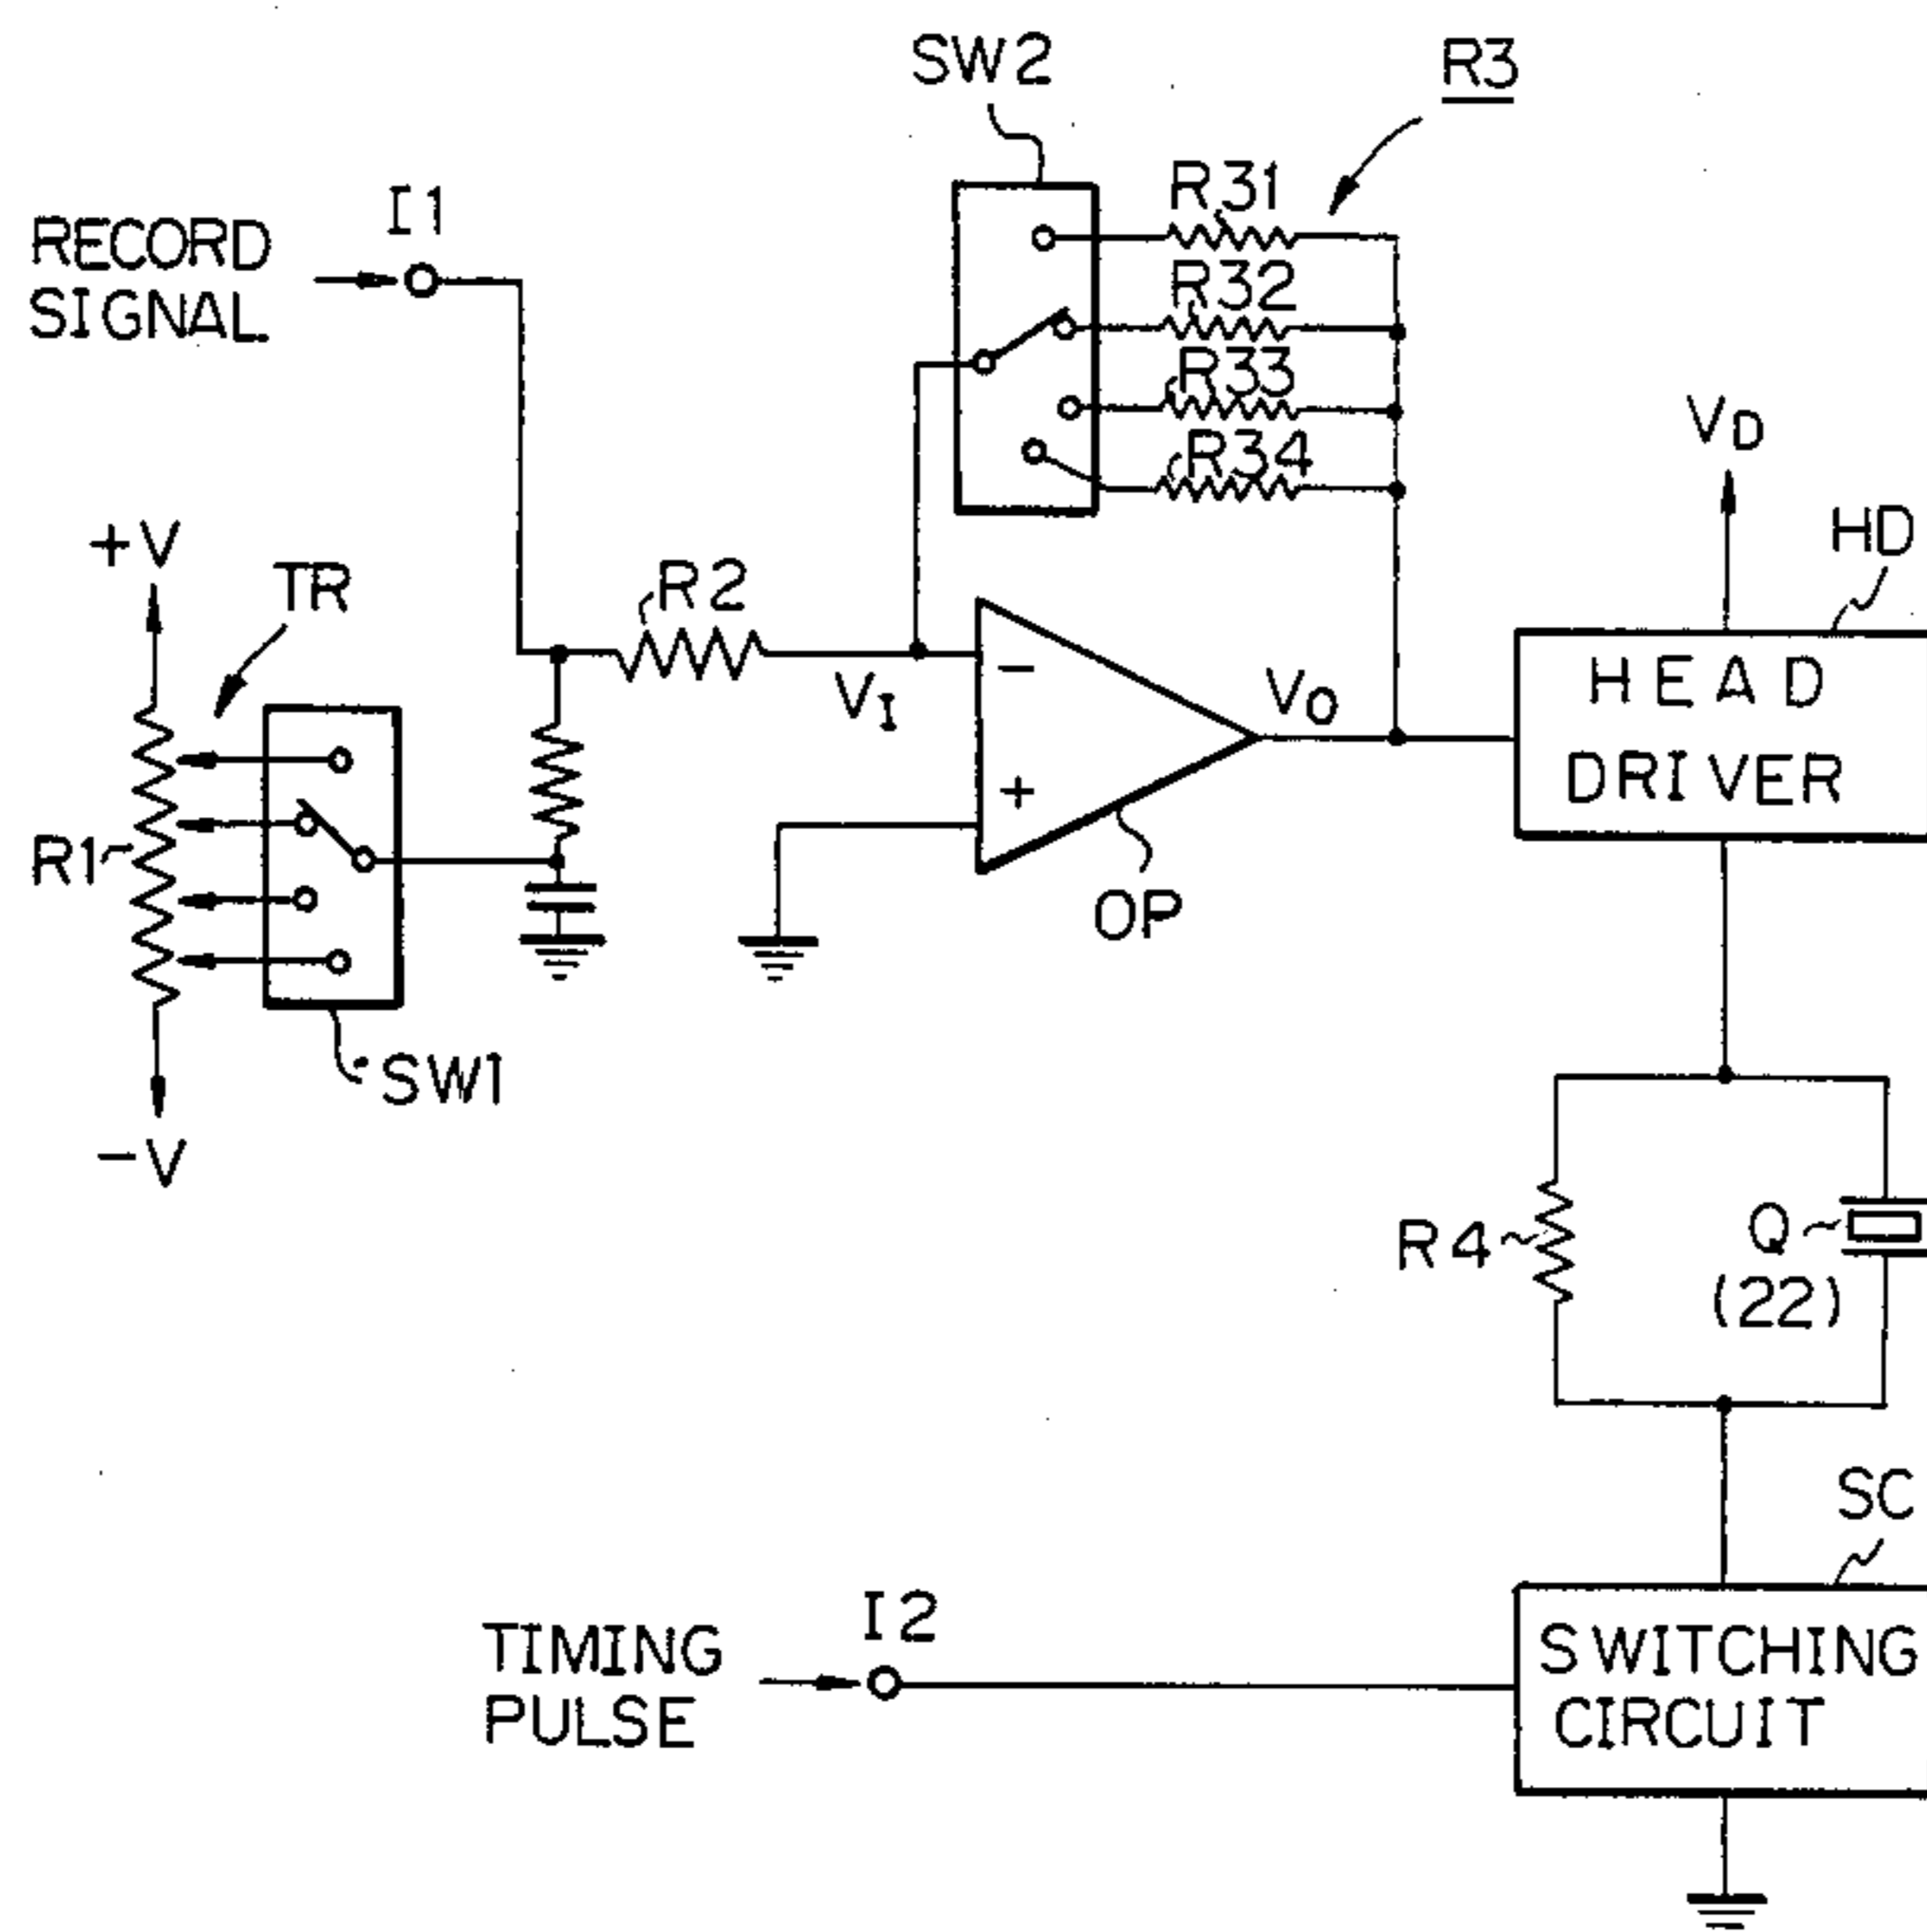 SW2
R3
I1
RECORD
SIGNAL
R31
R32
R33
R34
VD
HD
+V
TR
R2
VI
VO
HEAD
DRIVER
R1
OP
SW1
-V
R4
Q
(22)
SC
I2
TIMING
PULSE
SWITCHING
CIRCUIT
-
+